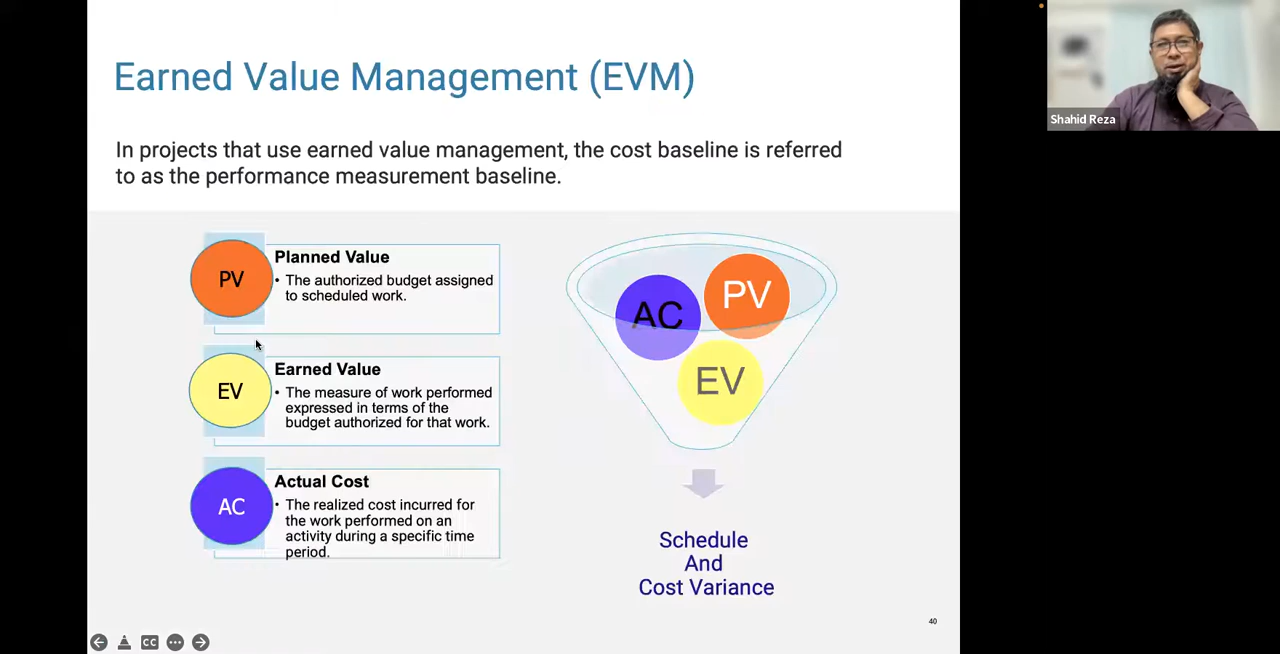 Earned Value Management (EVM)
In projects that use earned value management, the cost baseline is referred
to as the performance measurement baseline.
PV
Planned Value
• The authorized budget assigned
to scheduled work.
EV
Earned Value
• The measure of work performed
expressed in terms of the
budget authorized for that work.
AC
Actual Cost
• The realized cost incurred for
the work performed on an
activity during a specific time
period.
AC
PV
EV
Schedule
And
Cost Variance
40
CC
Shahid Reza